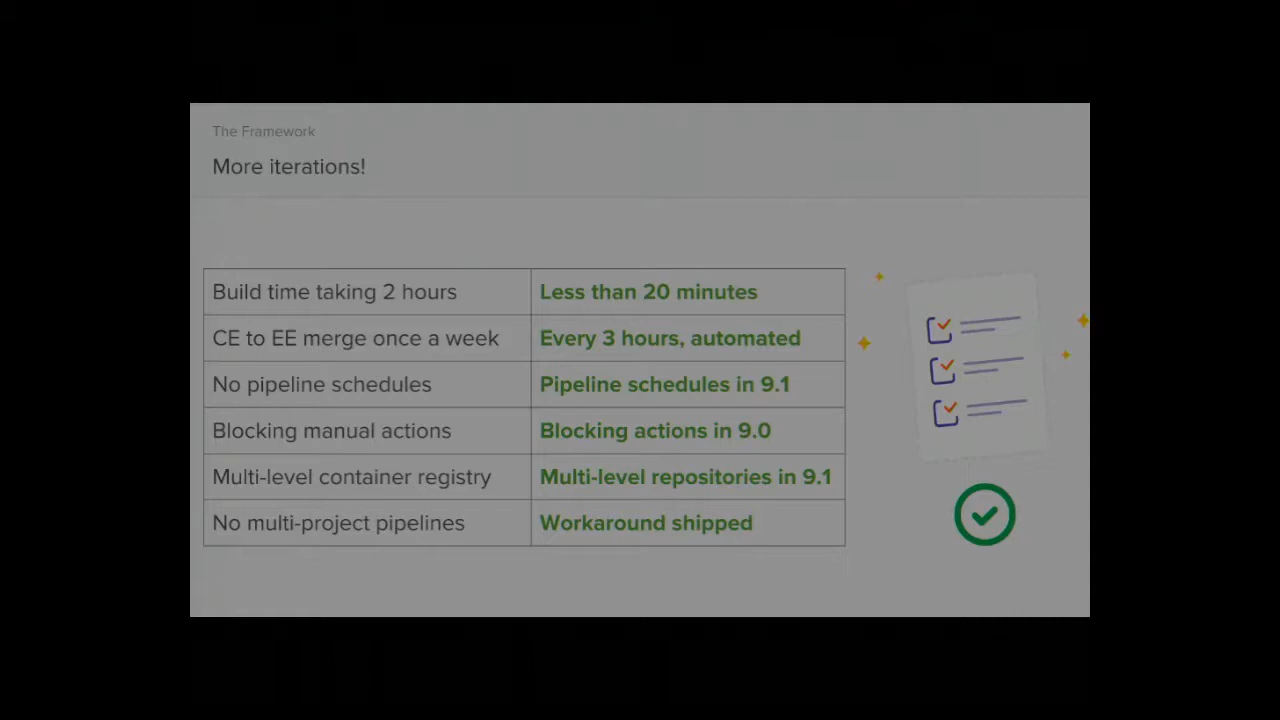 The Framework
More iterations!
Build time taking 2 hours
Less than 20 minutes
CE to EE merge once a week
Every 3 hours, automated
No pipeline schedules
Pipeline schedules in 9.1
Blocking manual actions
Blocking actions in 9.0
Multi-level container registry
Multi-level repositories in 9.1
No multi-project pipelines
Workaround shipped